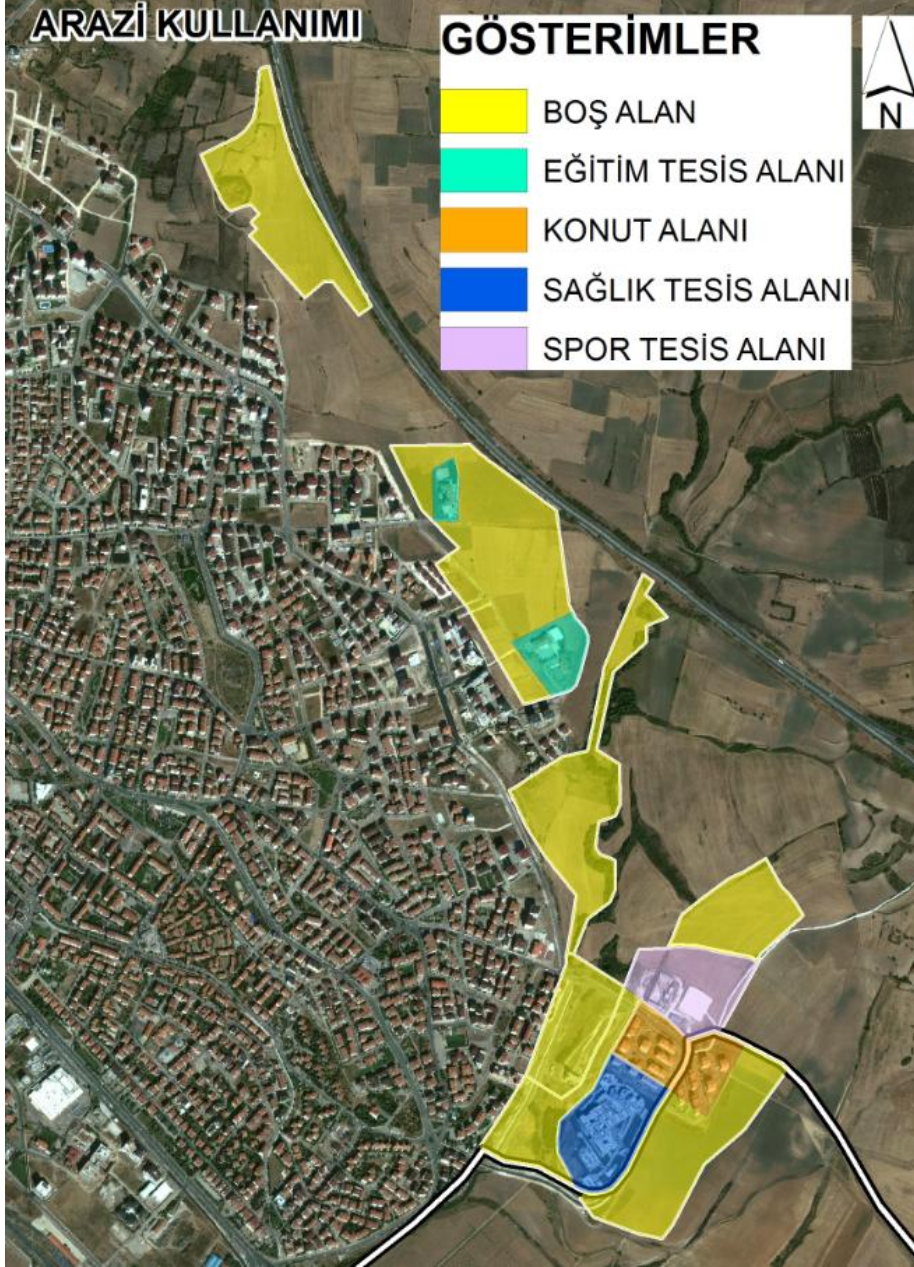 ARAZİ KULLANIMI
GÖSTERİMLER
BOŞ ALAN
EĞİTİM TESİS ALANI
KONUT ALANI
SAĞLIK TESİS ALANI
SPOR TESİS ALANI
N